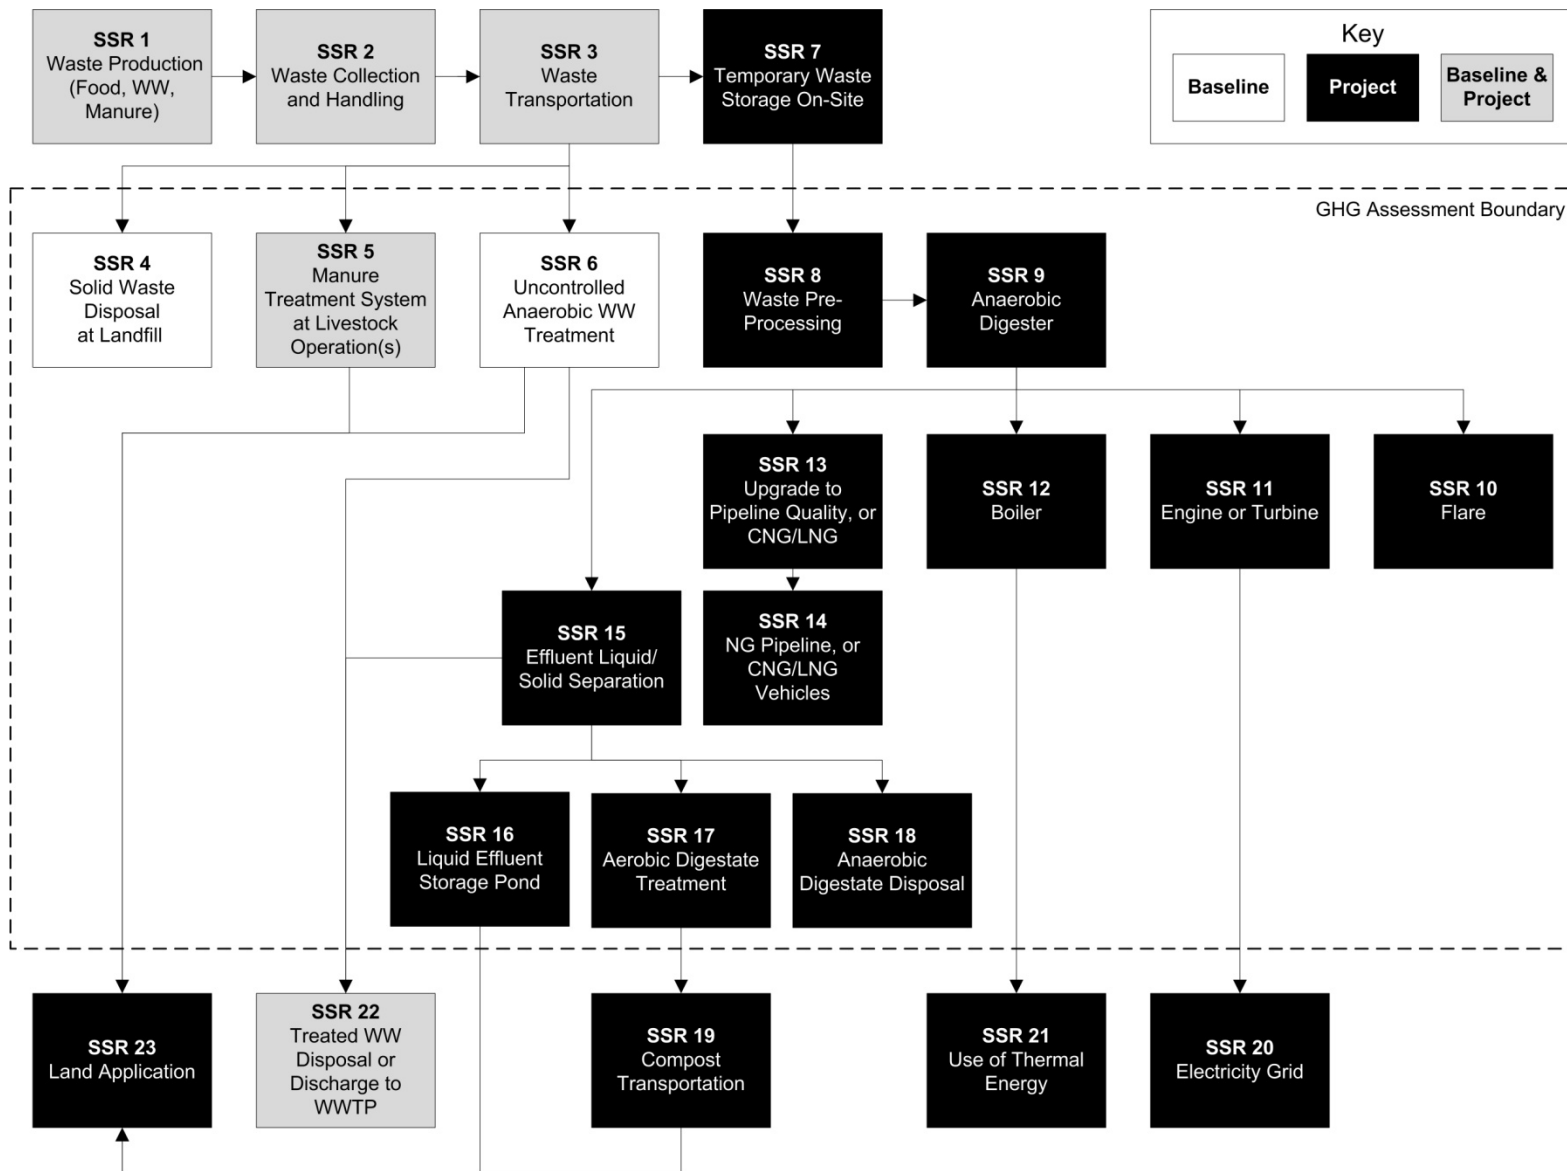 SSR 1
Waste Production
(Food, WW,
Manure)
SSR 2
Waste Collection
and Handling
SSR 3
Waste
Transportation
SSR 7
Temporary Waste
Storage On-Site
Key
Baseline
Project
Baseline &
Project
GHG Assessment Boundary
SSR 4
Solid Waste
Disposal
at Landfill
SSR 5
Manure
Treatment System
at Livestock
Operation(s)
SSR 6
Uncontrolled
Anaerobic WW
Treatment
SSR 8
Waste Pre-
Processing
SSR 9
Anaerobic
Digester
SSR 13
Upgrade to
Pipeline Quality, or
CNG/LNG
SSR 12
Boiler
SSR 11
Engine or Turbine
SSR 10
Flare
SSR 15
Effluent Liquid/
Solid Separation
SSR 14
NG Pipeline, or
CNG/LNG
Vehicles
SSR 16
Liquid Effluent
Storage Pond
SSR 17
Aerobic Digestate
Treatment
SSR 18
Anaerobic
Digestate Disposal
SSR 23
Land Application
SSR 22
Treated WW
Disposal or
Discharge to
WWTP
SSR 19
Compost
Transportation
SSR 21
Use of Thermal
Energy
SSR 20
Electricity Grid